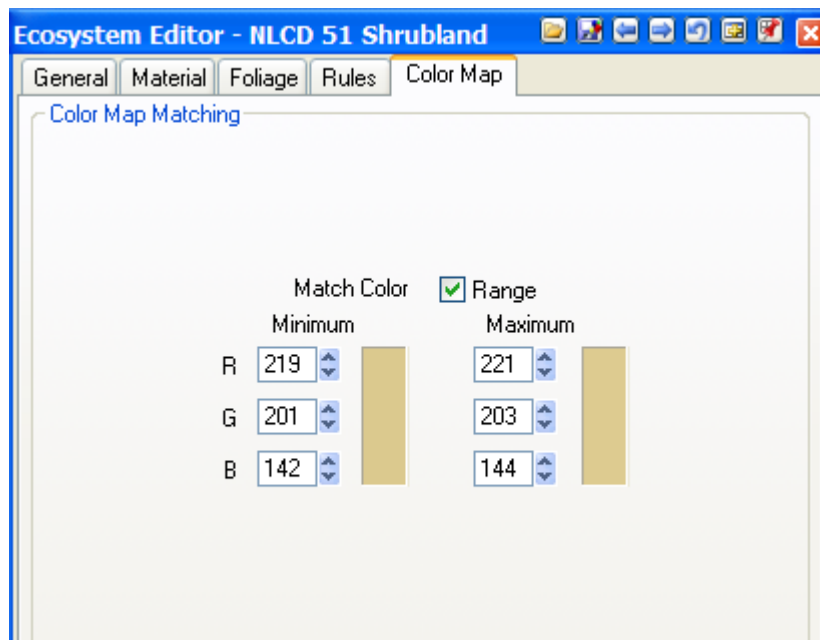 Ecosystem Editor - NLCD 51 Shrubland
General Material Foliage Rules Color Map
Color Map Matching
Match Color Range
Minimum Maximum
R 219 221
G 201 203
B 142 144